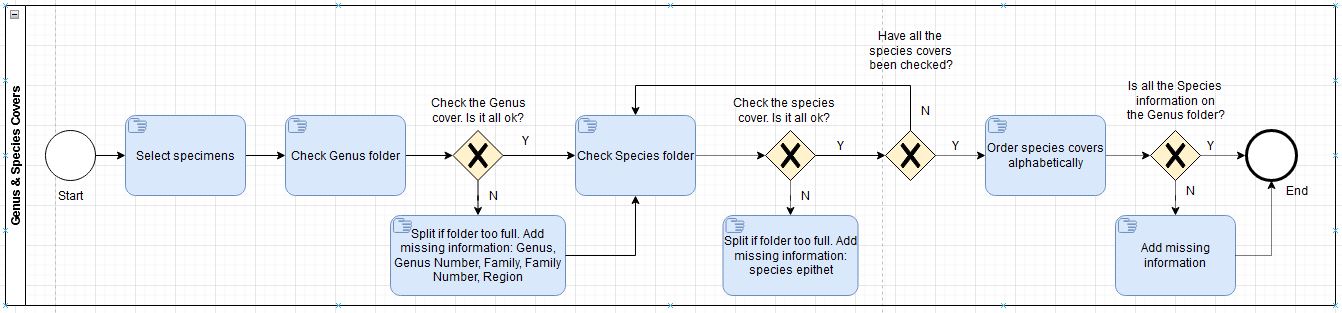 Genus & Species Covers
Start
Select specimens
Check Genus folder
Check the Genus
cover. Is it all ok?
Y
N
Split if folder too full. Add
missing information: Genus,
Genus Number, Family, Family
Number, Region
Check Species folder
Check the species
cover. Is it all ok?
Y
N
Split if folder too full. Add
missing information:
species epithet
Have all the
species covers
been checked?
N
Y
Order species covers
alphabetically
Is all the Species
information on
the Genus folder?
Y
N
Add missing
information
End